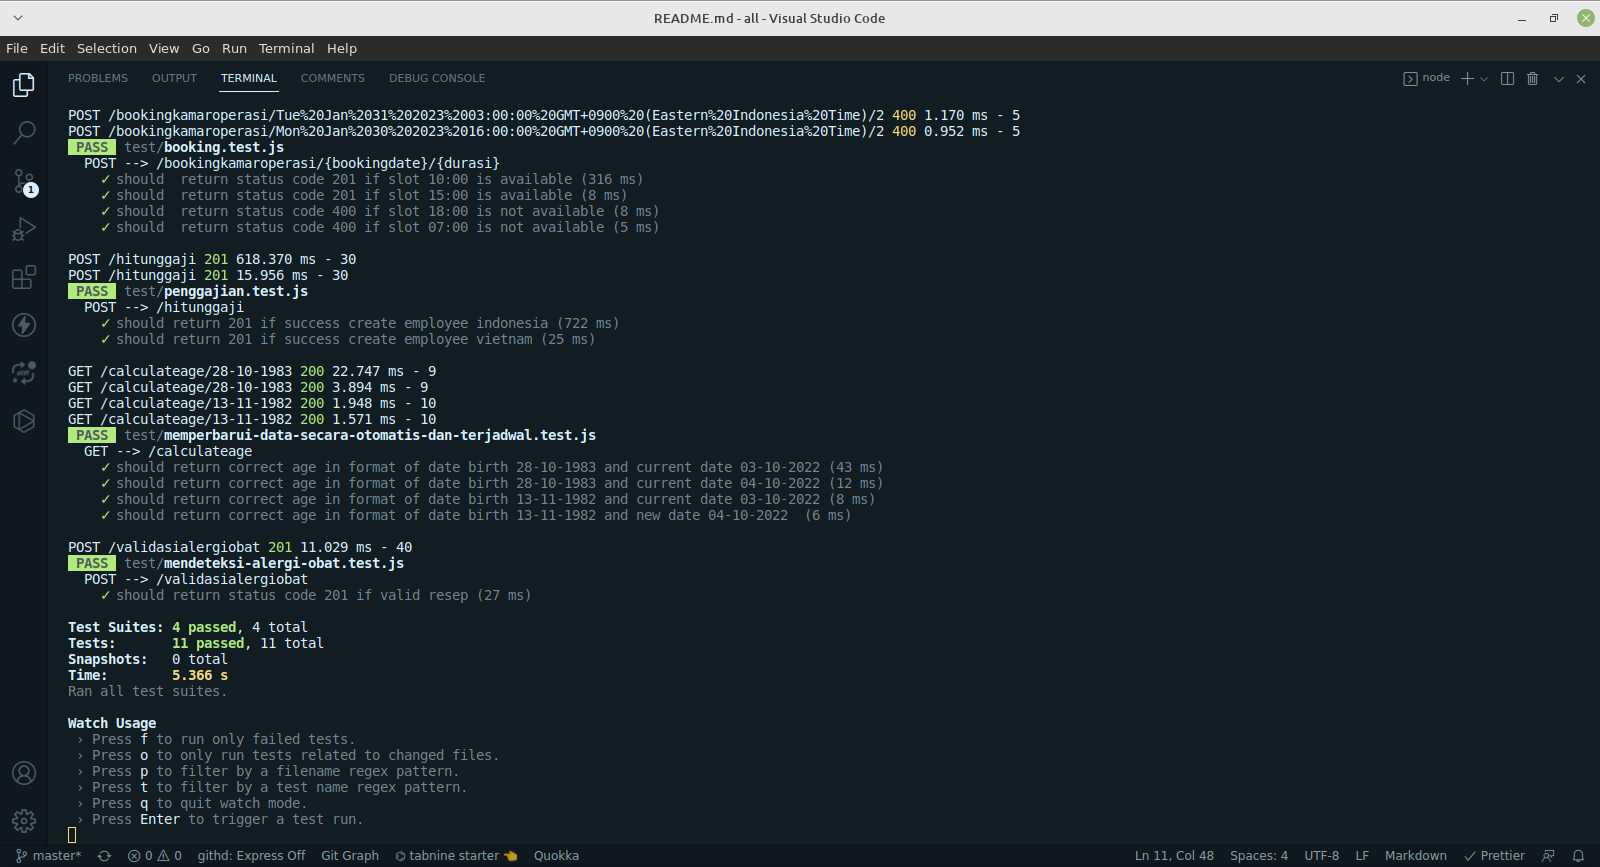 README.md - all - Visual Studio Code
File Edit Selection View Go Run Terminal Help
PROBLEMS OUTPUT TERMINAL COMMENTS DEBUG CONSOLE node
POST /bookingkamaroperasi/Tue%20Jan%2031%202023%2003:00:00%20GMT+0900%20(Eastern%20Indonesia%20Time)/2 400 1.170 ms - 5
POST /bookingkamaroperasi/Mon%20Jan%2030%202023%2016:00:00%20GMT+0900%20(Eastern%20Indonesia%20Time)/2 400 0.952 ms - 5
PASS test/booking.test.js
POST --> /bookingkamaroperasi/{bookingdate}/{durasi}
✓ should  return status code 201 if slot 10:00 is available (316 ms)
✓ should  return status code 201 if slot 15:00 is available (8 ms)
✓ should  return status code 400 if slot 18:00 is not available (8 ms)
✓ should  return status code 400 if slot 07:00 is not available (5 ms)
POST /hitunggaji 201 618.370 ms - 30
POST /hitunggaji 201 15.956 ms - 30
PASS test/penggajian.test.js
POST --> /hitunggaji
✓ should return 201 if success create employee indonesia (722 ms)
✓ should return 201 if success create employee vietnam (25 ms)
GET /calculateage/28-10-1983 200 22.747 ms - 9
GET /calculateage/28-10-1983 200 3.894 ms - 9
GET /calculateage/13-11-1982 200 1.948 ms - 10
GET /calculateage/13-11-1982 200 1.571 ms - 10
PASS test/memperbarui-data-secara-otomatis-dan-terjadwal.test.js
GET --> /calculateage
✓ should return correct age in format of date birth 28-10-1983 and current date 03-10-2022 (43 ms)
✓ should return correct age in format of date birth 28-10-1983 and current date 04-10-2022 (12 ms)
✓ should return correct age in format of date birth 13-11-1982 and current date 03-10-2022 (8 ms)
✓ should return correct age in format of date birth 13-11-1982 and new date 04-10-2022  (6 ms)
POST /validasialergiobat 201 11.029 ms - 40
PASS test/mendeteksi-alergi-obat.test.js
POST --> /validasialergiobat
✓ should return status code 201 if valid resep (27 ms)
Test Suites: 4 passed, 4 total
Tests: 11 passed, 11 total
Snapshots: 0 total
Time: 5.366 s
Ran all test suites.
Watch Usage
› Press f to run only failed tests.
› Press o to only run tests related to changed files.
› Press p to filter by a filename regex pattern.
› Press t to filter by a test name regex pattern.
› Press q to quit watch mode.
› Press Enter to trigger a test run.
1
master* 0 0 githd: Express Off Git Graph tabnine starter 👈 Quokka Ln 11, Col 48 Spaces: 4 UTF-8 LF Markdown ✓ Prettier